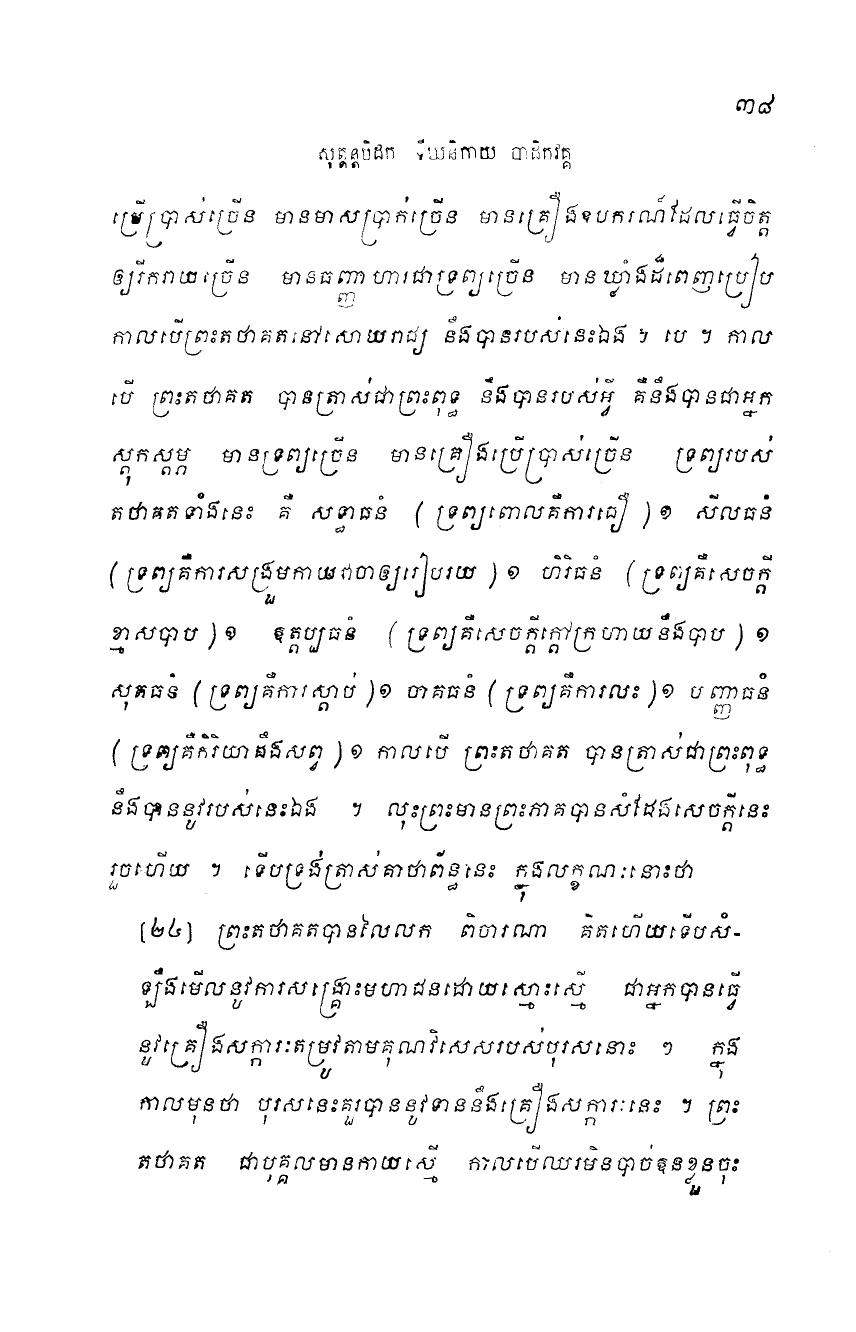 ៣៨
សុត្តន្តបិដក ទីឃនិកាយ បាដិកវគ្គ
ប្រើប្រាស់ច្រើន មានមាសប្រាក់ច្រើន មានគ្រឿងឧបករណ៍ដែលធ្វើចិត្ត
ឲ្យរីករាយច្រើន មានធញ្ញាហារជាទ្រព្យច្រើន មានឃ្លាំងដ៏ពេញប្រៀប
កាលបើព្រះតថាគតនៅសោយរាជ្យ នឹងបានរបស់នេះឯង ។ បេ ។ កាល
បើ ព្រះតថាគត បានត្រាស់ជាព្រះពុទ្ធ នឹងបានរបស់អ្វី គឺនឹងបានជាអ្នក
ស្តុកស្តម្ភ មានទ្រព្យច្រើន មានគ្រឿងប្រើប្រាស់ច្រើន ទ្រព្យរបស់
តថាគតទាំងនេះ គឺ សទ្ធាធនំ (ទ្រព្យពោលគឺការជឿ )១ សីលធនំ
(ទ្រព្យគឺការសង្រួមកាយវាចាឲ្យរៀបរយ )១ ហិរិធនំ (ទ្រព្យគឺសេចក្តី
ខ្មាសបាប )១ ឧត្តប្បធនំ (ទ្រព្យគឺសេចក្តីក្តៅក្រហាយនឹងបាប )១
សុតធនំ (ទ្រព្យគឺការស្តាប់ )១ ចាគធនំ (ទ្រព្យគឺការលះ )១ បញ្ញាធនំ
(ទ្រព្យគឺកិរិយាដឹងសព្វ )១ កាលបើ ព្រះតថាគត បានត្រាស់ជាព្រះពុទ្ធ
នឹងបាននូវរបស់នេះឯង ។ លុះព្រះមានព្រះភាគបានសំដែងសេចក្តីនេះ
រួចហើយ ។ ទើបទ្រង់ត្រាស់គាថាព័ន្ធនេះ ក្នុងលក្ខណៈនោះថា
[២៤] ព្រះតថាគតបានលៃលក ពិចារណា គិតហើយទើបសំ-
ឡឹងមើលនូវការសង្គ្រោះមហាជនដោយស្មោះស្មើ ជាអ្នកបានធ្វើ
នូវគ្រឿងសក្ការៈតម្រូវតាមគុណវិសេសរបស់បុរសនោះ ៗ ក្នុង
កាលមុនថា បុរសនេះគួរបាននូវទាននឹងគ្រឿងសក្ការៈនេះ ។ ព្រះ
តថាគត ជាបុគ្គលមានកាយស្មើ កាលបើឈរមិនបាច់ឱនខ្លួនចុះ